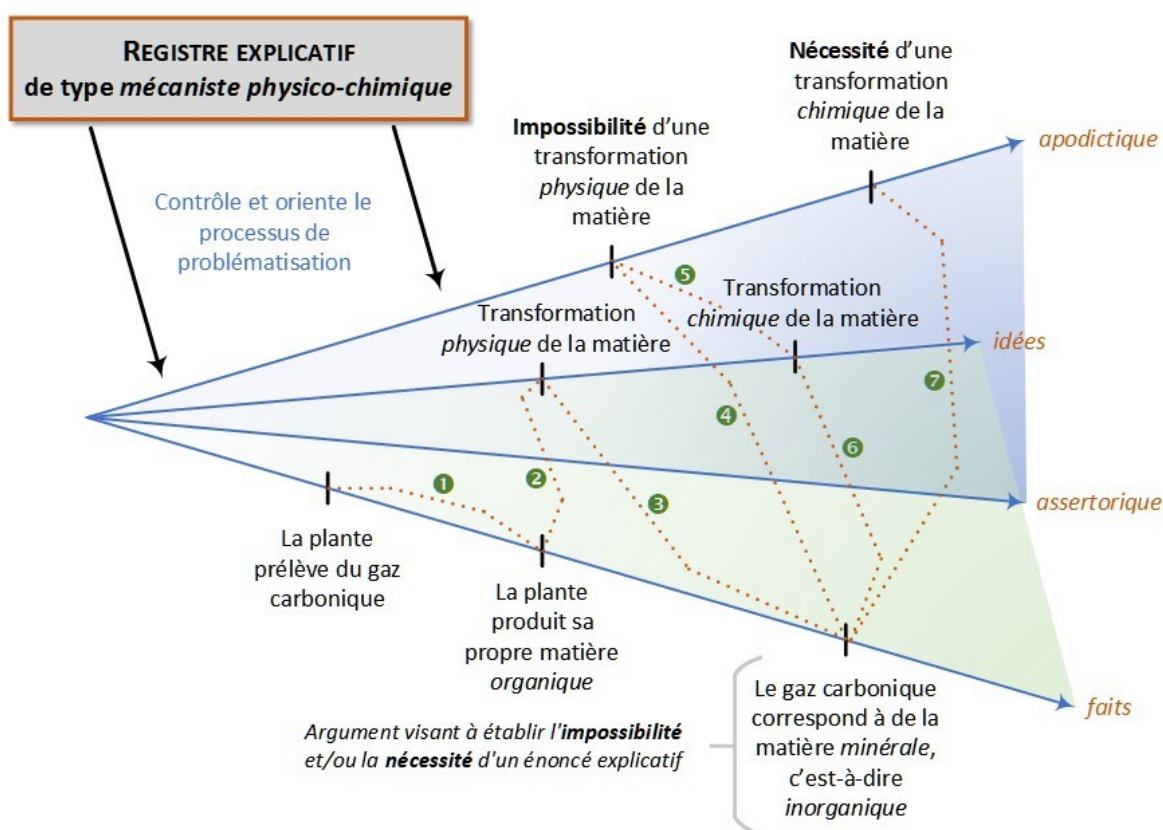 REGISTRE EXPLICATIF
de type mécaniste physico-chimique
Contrôle et oriente le
processus de
problématisation
Impossibilité d’une
transformation
physique de la
matière
Nécessité d’une
transformation
chimique de la
matière
apodictique
5
Transformation
physique de la matière
Transformation
chimique de la matière
idées
7
4
6
1
2
3
assertorique
La plante
prélève du gaz
carbonique
La plante
produit sa
propre matière
organique
Le gaz carbonique
correspond à de la
matière minérale,
c’est-à-dire
inorganique
faits
Argument visant à établir l'impossibilité
et/ou la nécessité d'un énoncé explicatif